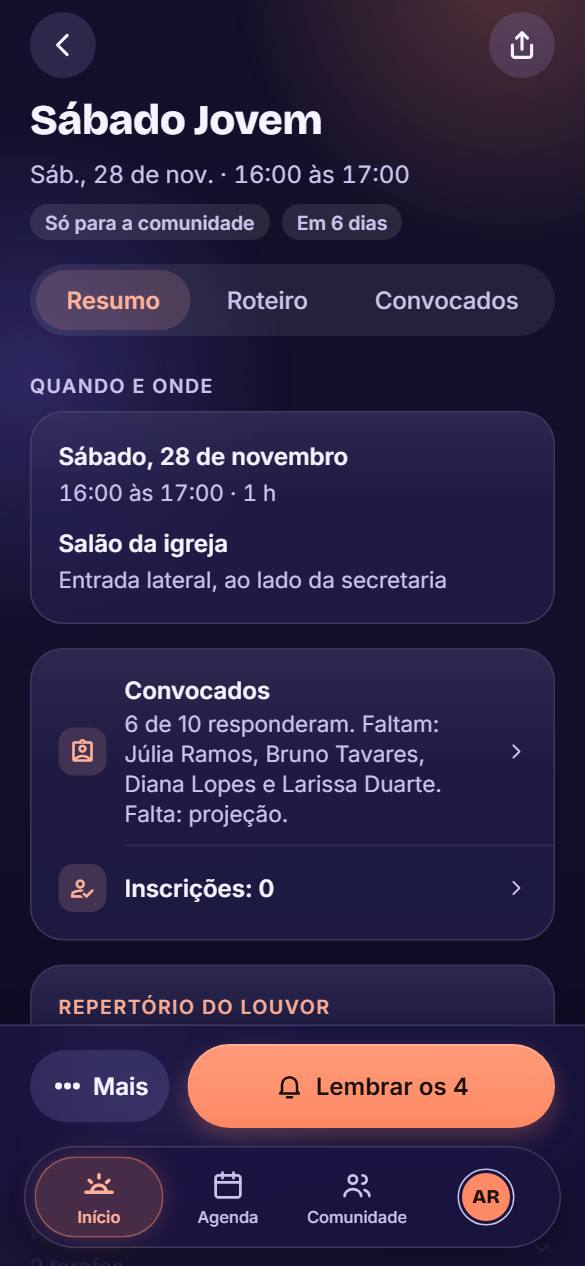 Sábado Jovem
Sáb., 28 de nov. · 16:00 às 17:00
Só para a comunidade
Em 6 dias
Resumo
Roteiro
Convocados
QUANDO E ONDE
Sábado, 28 de novembro
16:00 às 17:00 · 1 h
Salão da igreja
Entrada lateral, ao lado da secretaria
Convocados
6 de 10 responderam. Faltam:
Júlia Ramos, Bruno Tavares,
Diana Lopes e Larissa Duarte.
Falta: projeção.
Inscrições: 0
REPERTÓRIO DO LOUVOR
Mais
Lembrar os 4
Início
Agenda
Comunidade
AR